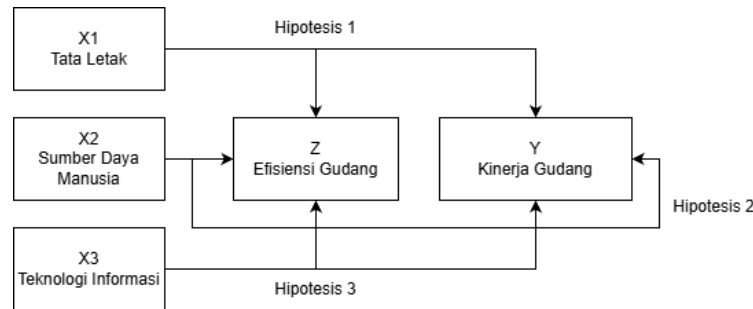 X1
Tata Letak
Hipotesis 1
X2
Sumber Daya
Manusia
Z
Efisiensi Gudang
Y
Kinerja Gudang
Hipotesis 2
X3
Teknologi Informasi
Hipotesis 3